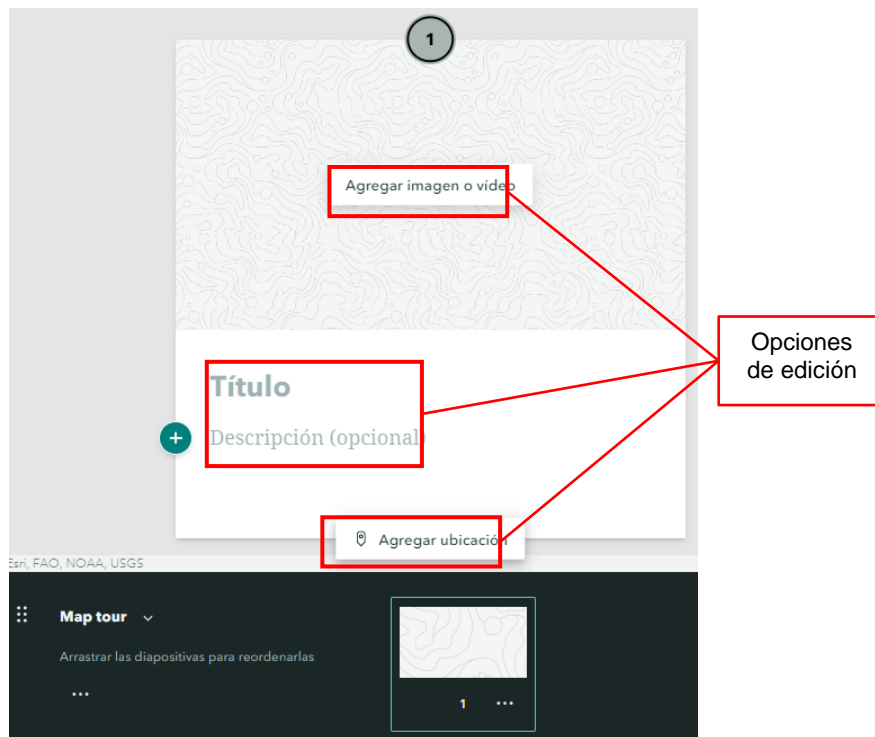 1
Agregar imagen o vídeo
Opciones
de edición
Título
Descripción (opcional)
Agregar ubicación
Esri, FAO, NOAA, USGS
Map tour
Arrastrar las diapositivas para reordenarlas
1